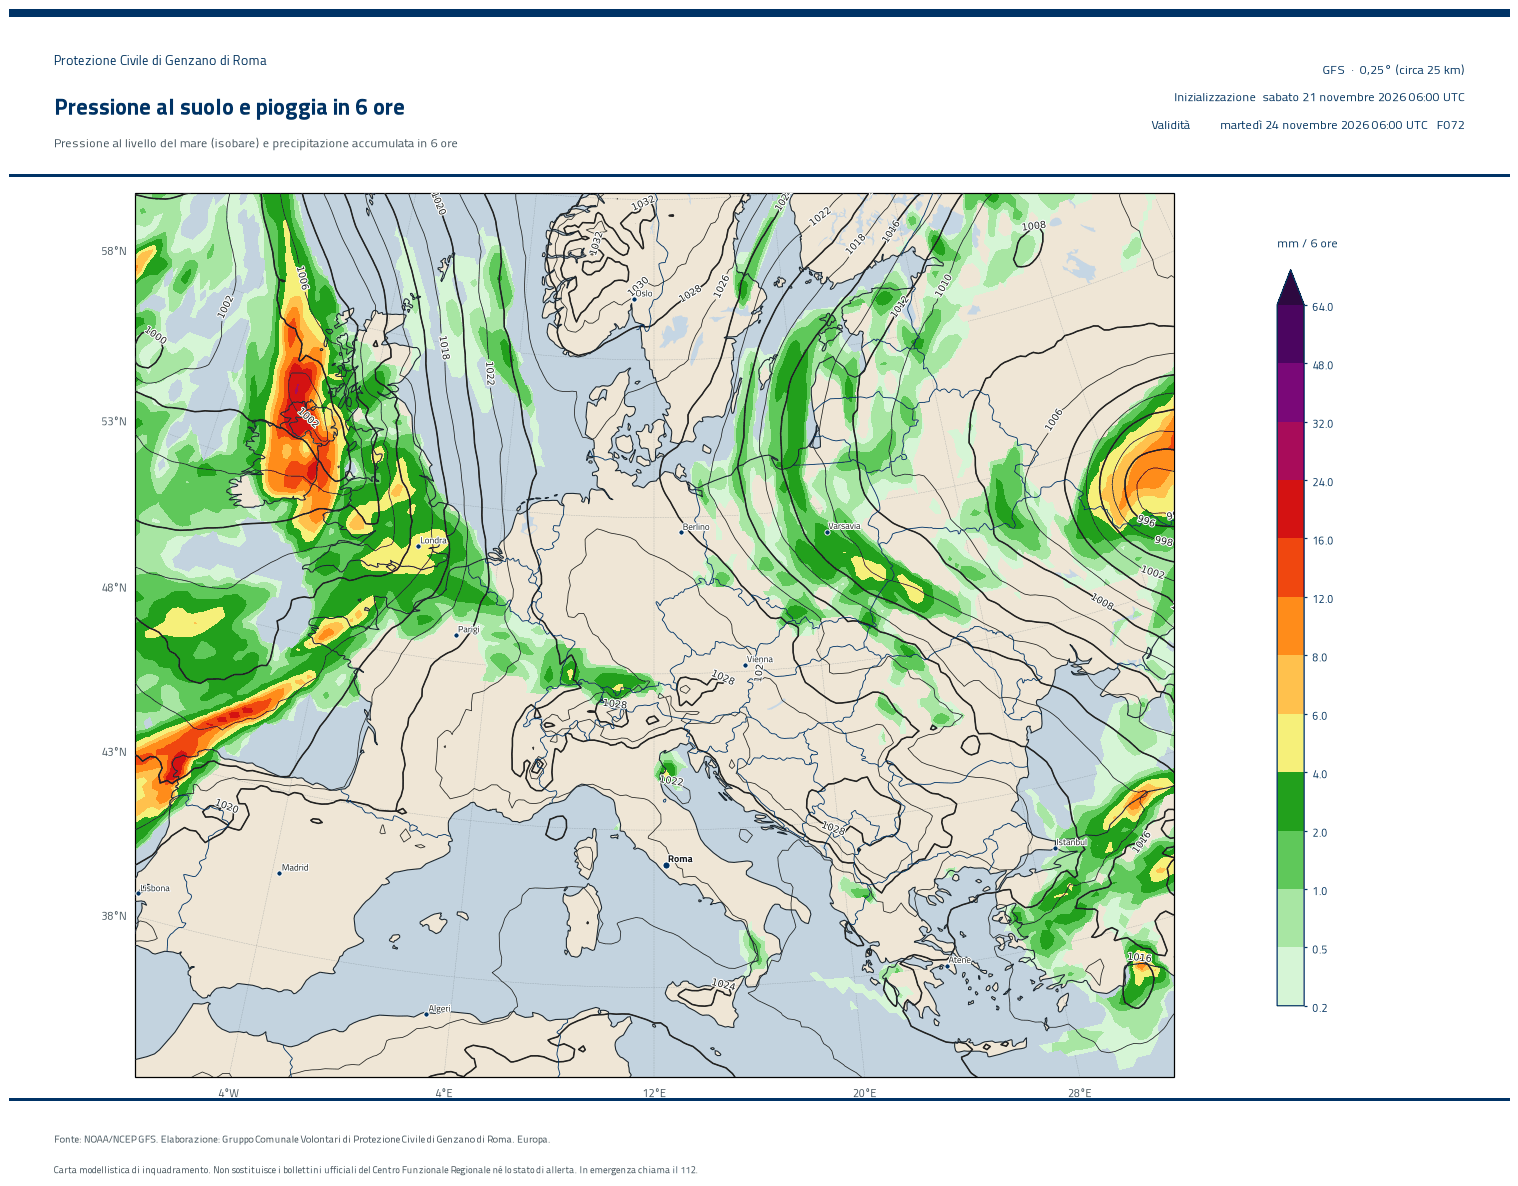 Protezione Civile di Genzano di Roma
Pressione al suolo e pioggia in 6 ore
Pressione al livello del mare (isobare) e precipitazione accumulata in 6 ore
GFS · 0,25° (circa 25 km)
Inizializzazione sabato 21 novembre 2026 06:00 UTC
Validità martedì 24 novembre 2026 06:00 UTC F072
58°N
53°N
48°N
43°N
38°N
4°W
4°E
12°E
20°E
28°E
1020
1032
1032
1030
Oslo
1028
1026
1022
1018
1016
1008
1010
1012
1006
1002
1000
1018
1022
1002
1006
996
998
1002
1008
Berlino
Varsavia
Londra
Parigi
Vienna
1028
1028
1022
1028
1020
Madrid
Lisbona
Roma
Istanbul
1016
1016
Atene
1024
Algeri
mm / 6 ore
64.0
48.0
32.0
24.0
16.0
12.0
8.0
6.0
4.0
2.0
1.0
0.5
0.2
Fonte: NOAA/NCEP GFS. Elaborazione: Gruppo Comunale Volontari di Protezione Civile di Genzano di Roma. Europa.
Carta modellistica di inquadramento. Non sostituisce i bollettini ufficiali del Centro Funzionale Regionale né lo stato di allerta. In emergenza chiama il 112.